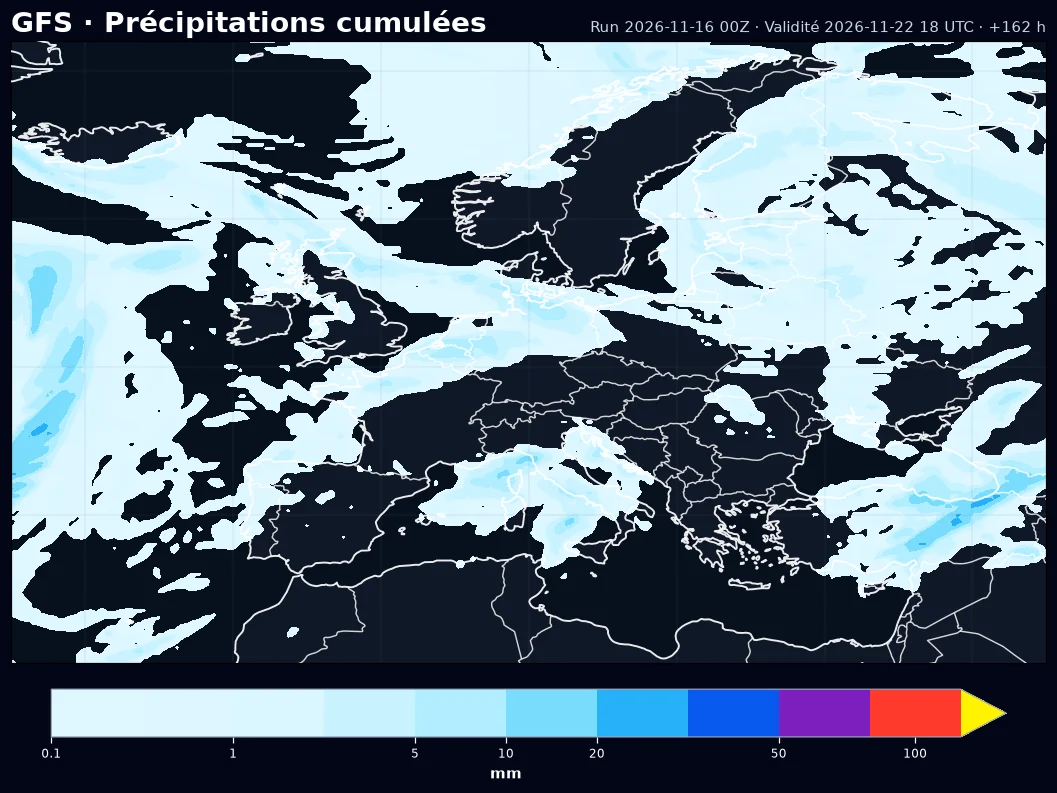 GFS · Précipitations cumulées
Run 2026-11-16 00Z · Validité 2026-11-22 18 UTC · +162 h
0.1 1 5 10 20 50 100
mm